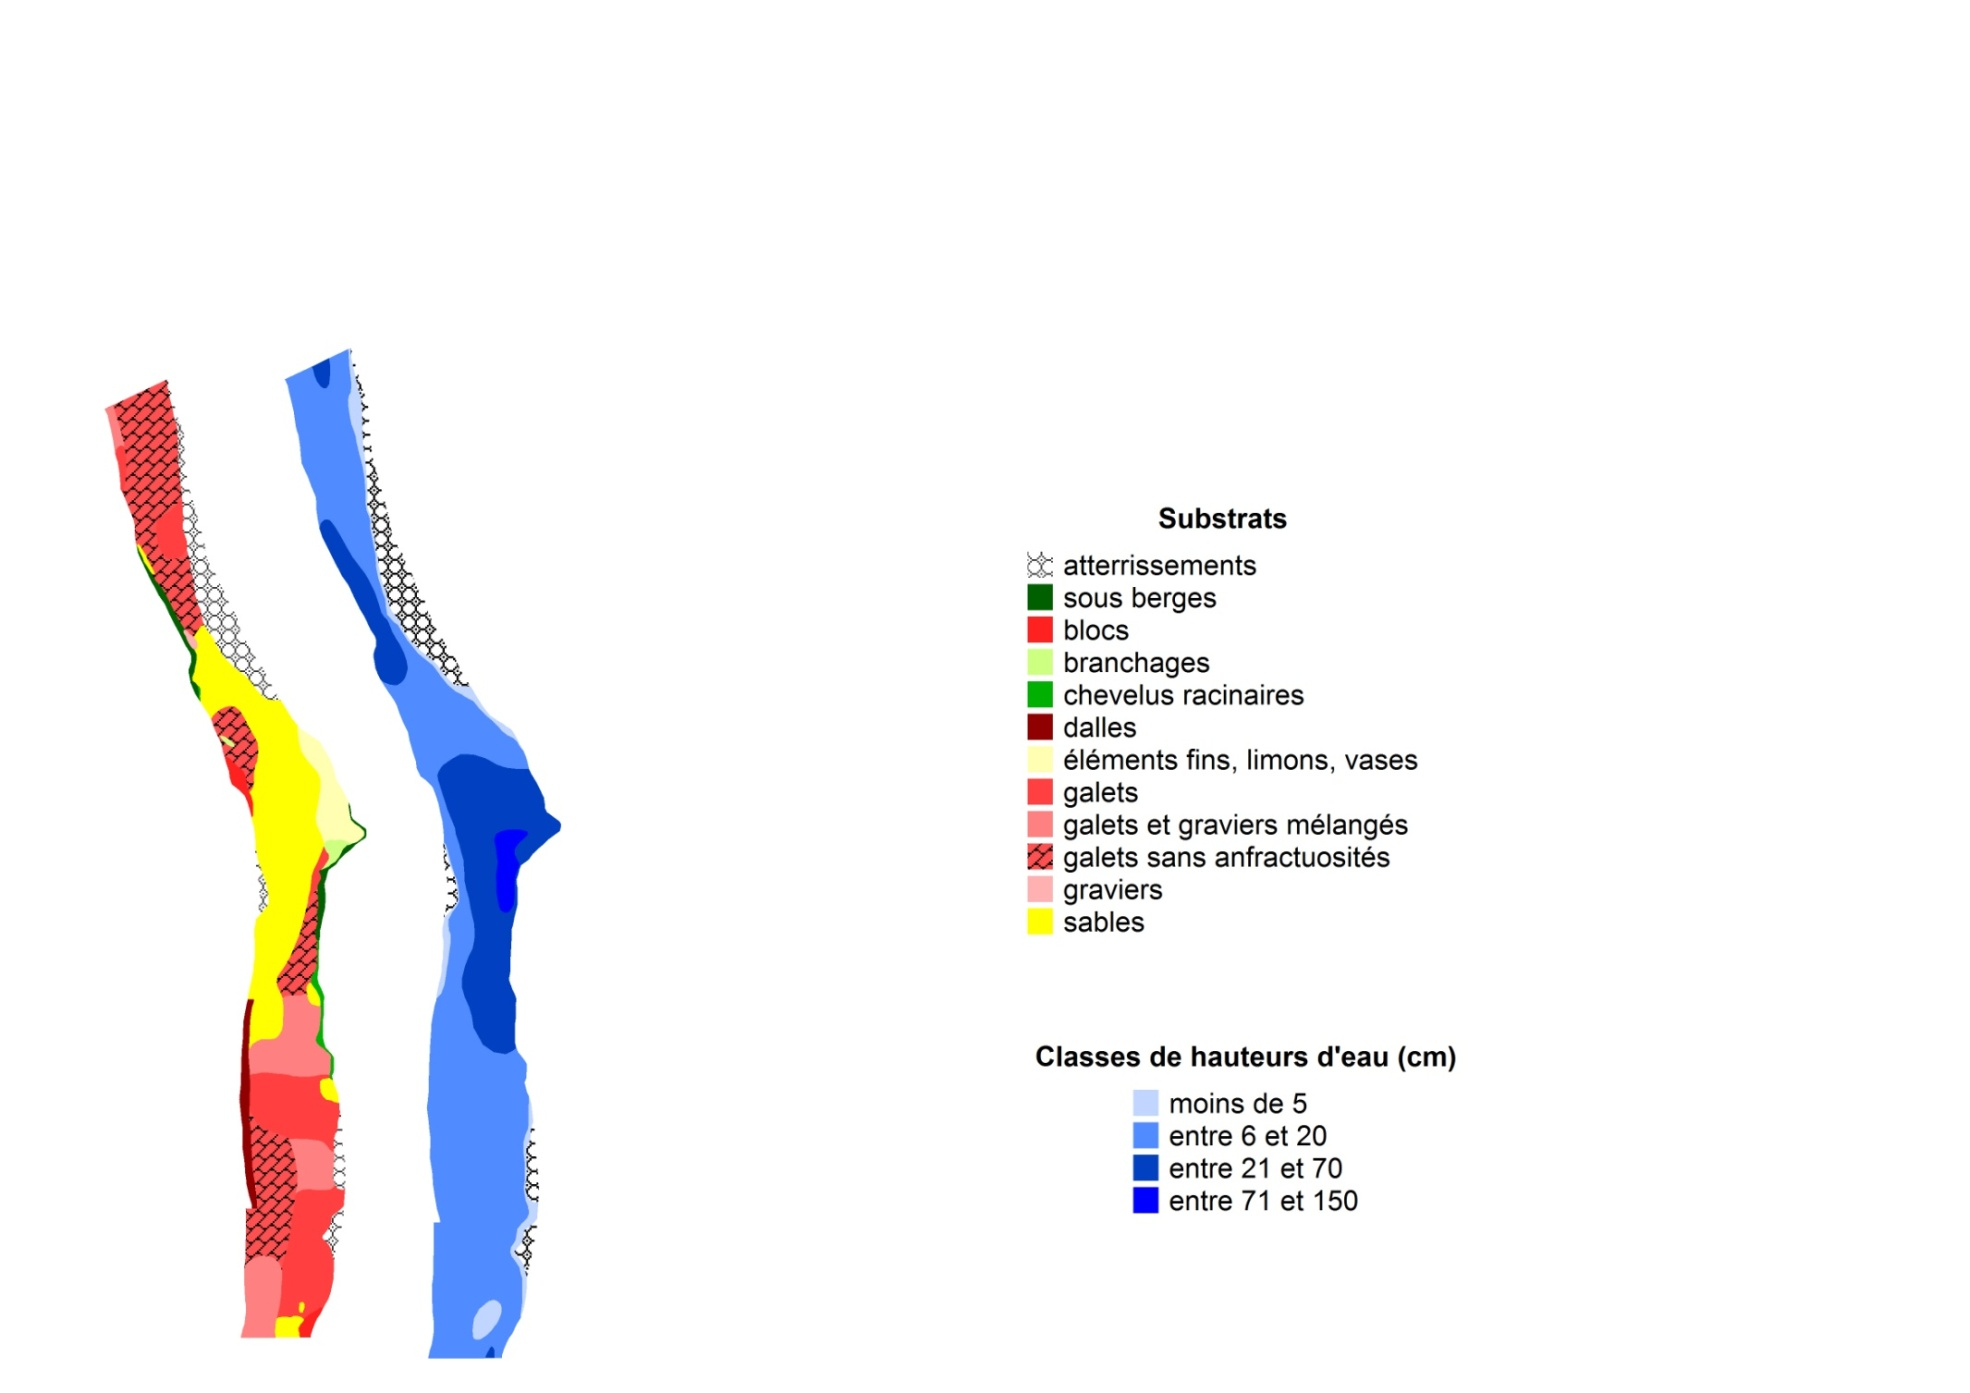 Substrats
atterrissements
sous berges
blocs
branchages
chevelus racinaires
dalles
éléments fins, limons, vases
galets
galets et graviers mélangés
galets sans anfractuosités
graviers
sables
Classes de hauteurs d'eau (cm)
moins de 5
entre 6 et 20
entre 21 et 70
entre 71 et 150